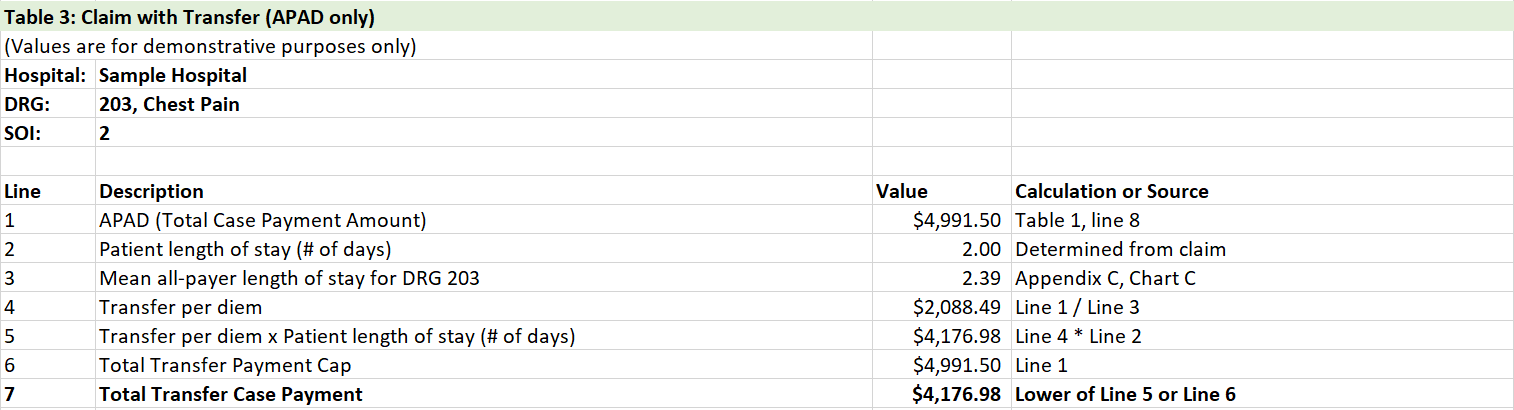 Table 3: Claim with Transfer (APAD only)
(Values are for demonstrative purposes only)
Hospital: Sample Hospital
DRG: 203, Chest Pain
SOI: 2
Line Description Value Calculation or Source
1 APAD (Total Case Payment Amount) $4,991.50 Table 1, line 8
2 Patient length of stay (# of days) 2.00 Determined from claim
3 Mean all-payer length of stay for DRG 203 2.39 Appendix C, Chart C
4 Transfer per diem $2,088.49 Line 1 / Line 3
5 Transfer per diem x Patient length of stay (# of days) $4,176.98 Line 4 * Line 2
6 Total Transfer Payment Cap $4,991.50 Line 1
7 Total Transfer Case Payment $4,176.98 Lower of Line 5 or Line 6